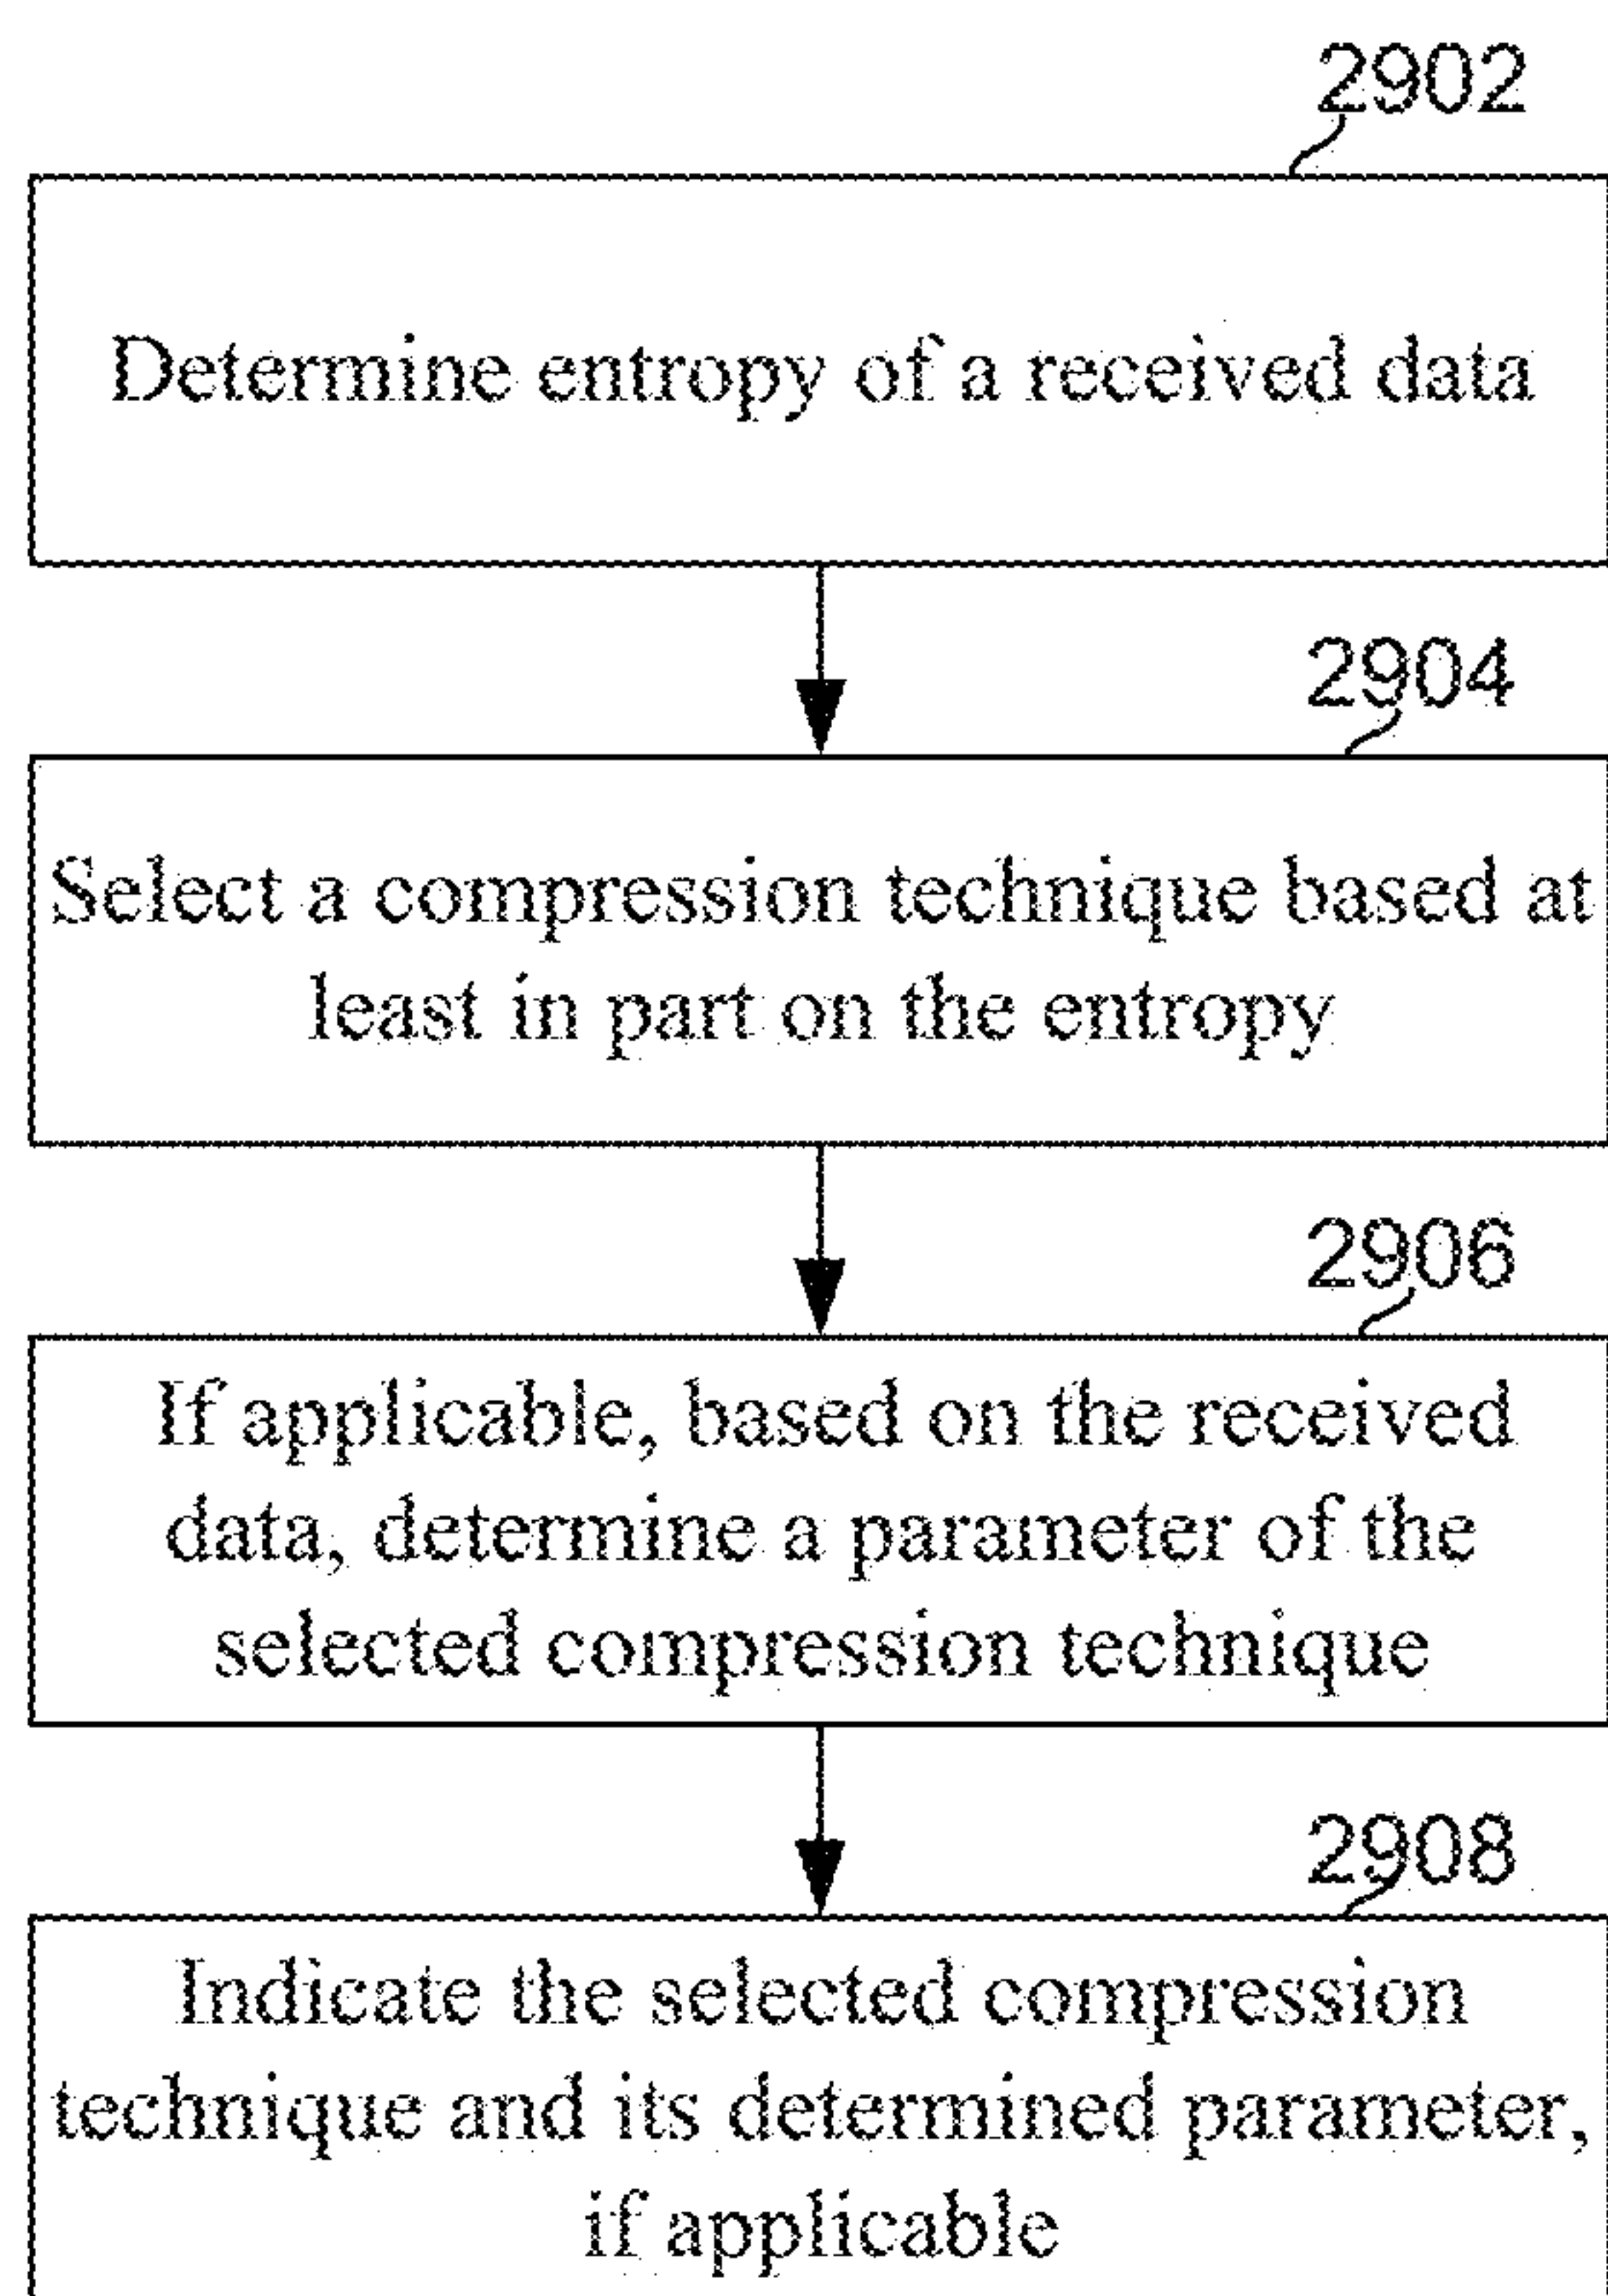 2902
Determine entropy of a received data
2904
Select a compression technique based at
least in part on the entropy
2906
If applicable, based on the received
data, determine a parameter of the
selected compression technique
2908
Indicate the selected compression
technique and its determined parameter,
if applicable